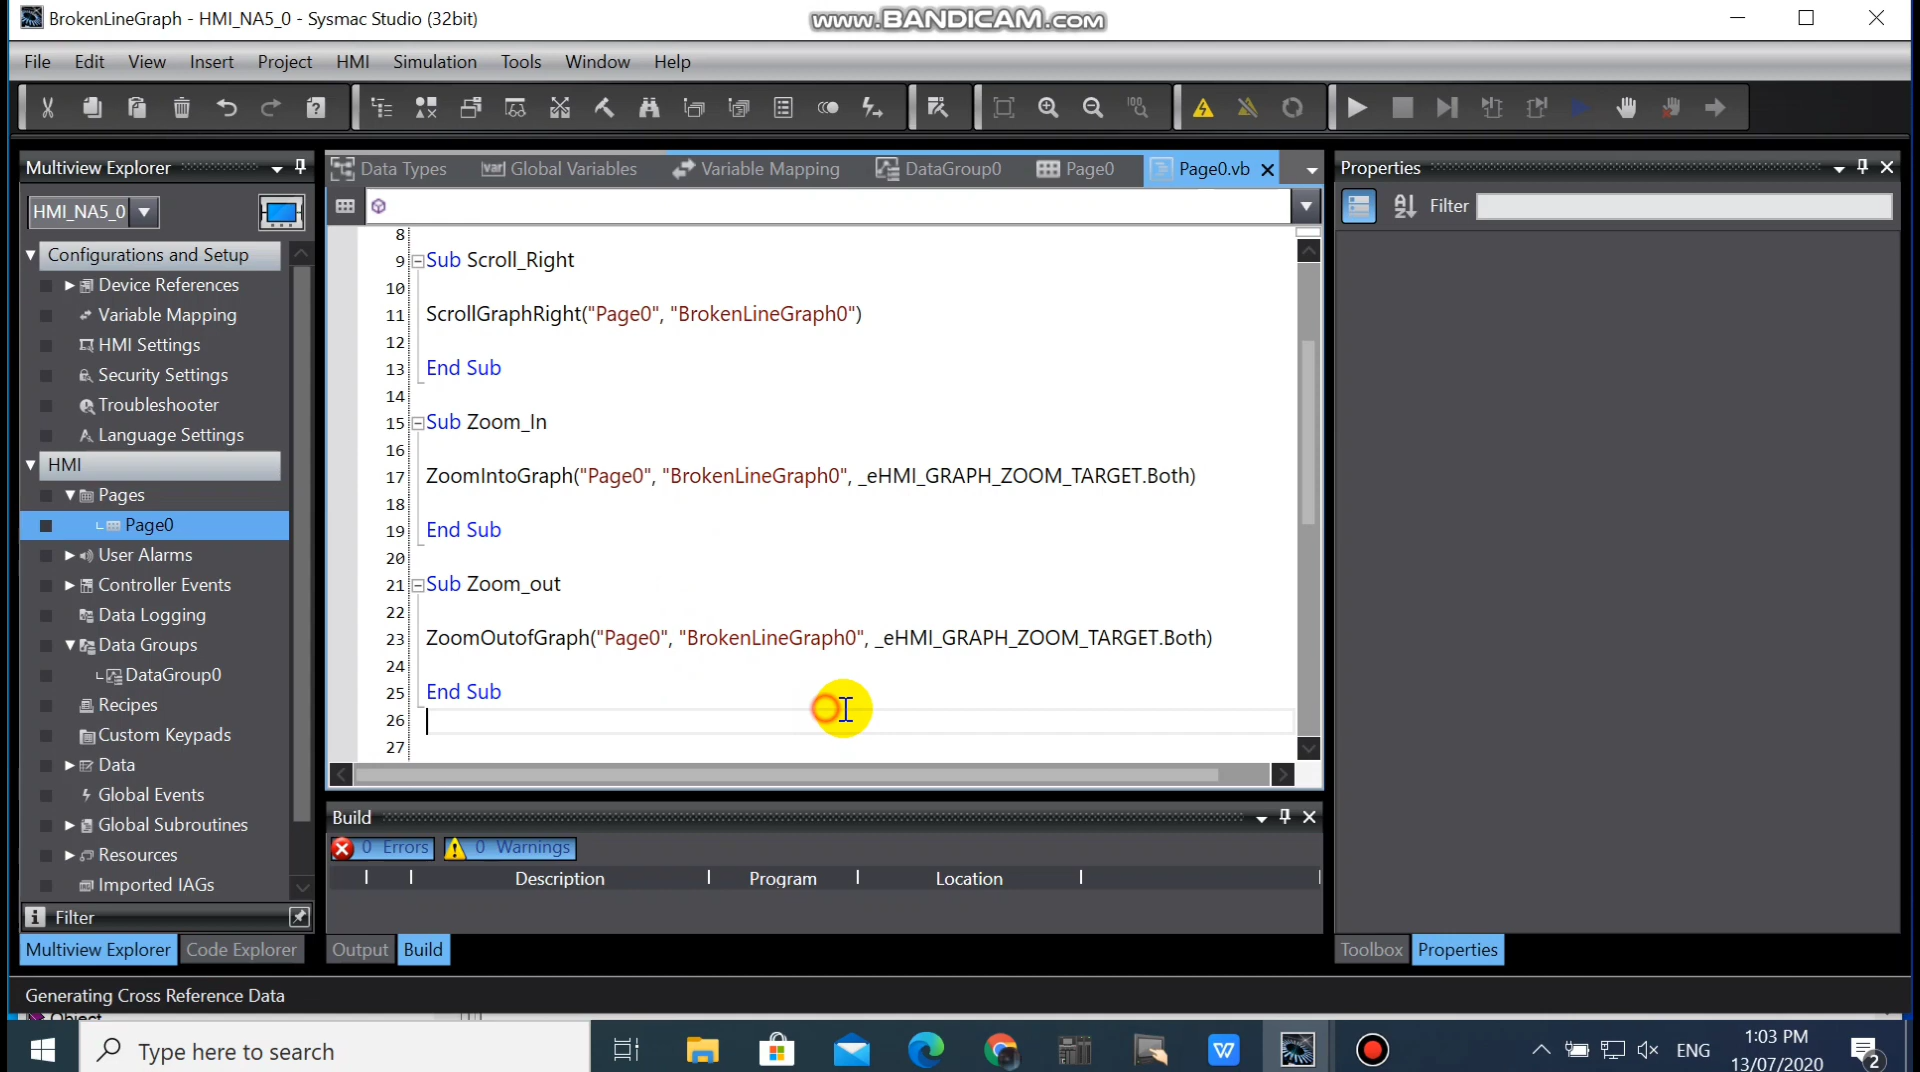 BrokenLineGraph - HMI_NA5_0 - Sysmac Studio (32bit)
www.BANDICAM.com
File Edit View Insert Project HMI Simulation Tools Window Help
Multiview Explorer
HMI_NA5_0
Configurations and Setup
Device References
Variable Mapping
HMI Settings
Security Settings
Troubleshooter
Language Settings
HMI
Pages
Page0
User Alarms
Controller Events
Data Logging
Data Groups
DataGroup0
Recipes
Custom Keypads
Data
Global Events
Global Subroutines
Resources
Imported IAGs
Filter
Multiview Explorer Code Explorer
Data Types Global Variables Variable Mapping DataGroup0 Page0 Page0.vb
8
9 Sub Scroll_Right
10
11 ScrollGraphRight("Page0", "BrokenLineGraph0")
12
13 End Sub
14
15 Sub Zoom_In
16
17 ZoomIntoGraph("Page0", "BrokenLineGraph0", _eHMI_GRAPH_ZOOM_TARGET.Both)
18
19 End Sub
20
21 Sub Zoom_out
22
23 ZoomOutofGraph("Page0", "BrokenLineGraph0", _eHMI_GRAPH_ZOOM_TARGET.Both)
24
25 End Sub
26
27
Build
0 Errors 0 Warnings
Description Program Location
Output Build
Properties
Filter
Toolbox Properties
Generating Cross Reference Data
Object
Type here to search
ENG
1:03 PM
13/07/2020
2